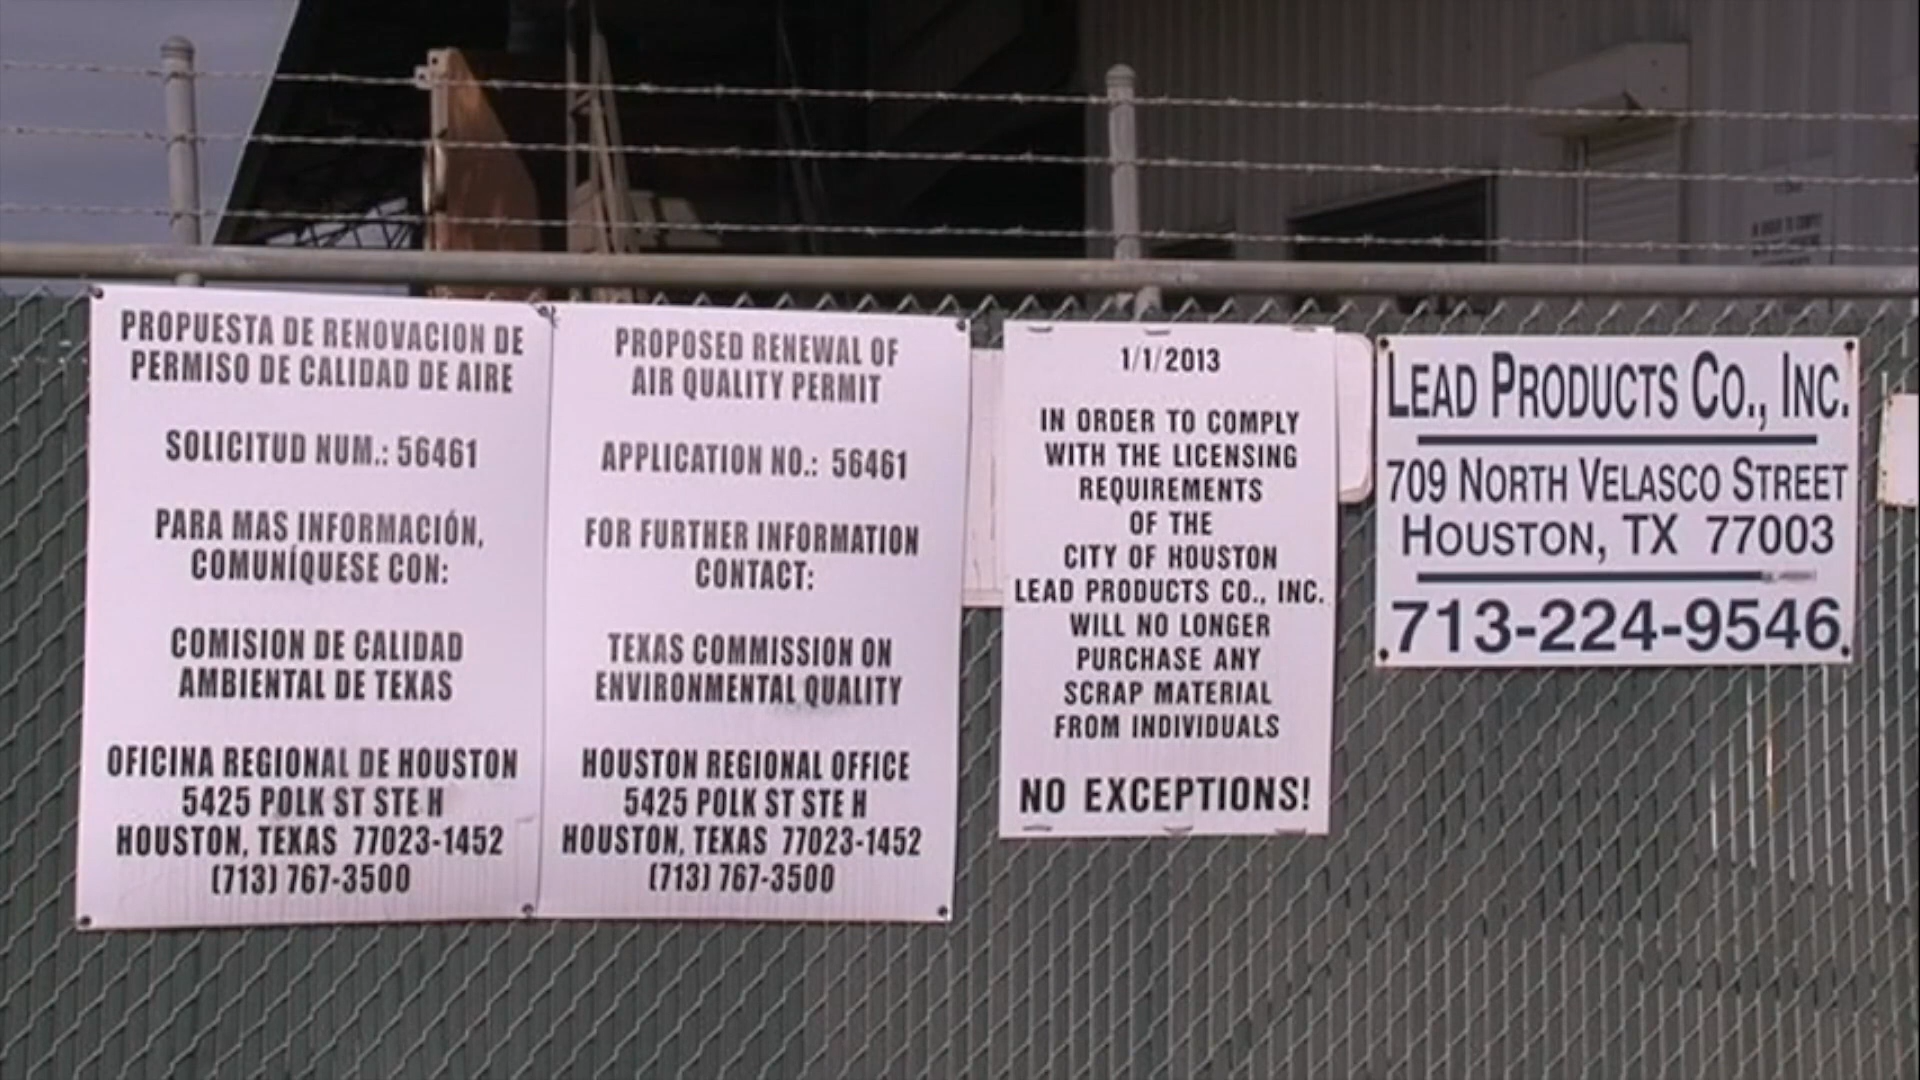 PROPUESTA DE RENOVACION DE
PERMISO DE CALIDAD DE AIRE
SOLICITUD NUM.: 56461
PARA MAS INFORMACIÓN,
COMUNÍQUESE CON:
COMISION DE CALIDAD
AMBIENTAL DE TEXAS
OFICINA REGIONAL DE HOUSTON
5425 POLK ST STE H
HOUSTON, TEXAS 77023-1452
(713) 767-3500
PROPOSED RENEWAL OF
AIR QUALITY PERMIT
APPLICATION NO.: 56461
FOR FURTHER INFORMATION
CONTACT:
TEXAS COMMISSION ON
ENVIRONMENTAL QUALITY
HOUSTON REGIONAL OFFICE
5425 POLK ST STE H
HOUSTON, TEXAS 77023-1452
(713) 767-3500
1/1/2013
IN ORDER TO COMPLY
WITH THE LICENSING
REQUIREMENTS
OF THE
CITY OF HOUSTON
LEAD PRODUCTS CO., INC.
WILL NO LONGER
PURCHASE ANY
SCRAP MATERIAL
FROM INDIVIDUALS
NO EXCEPTIONS!
LEAD PRODUCTS CO., INC.
709 NORTH VELASCO STREET
HOUSTON, TX 77003
713-224-9546